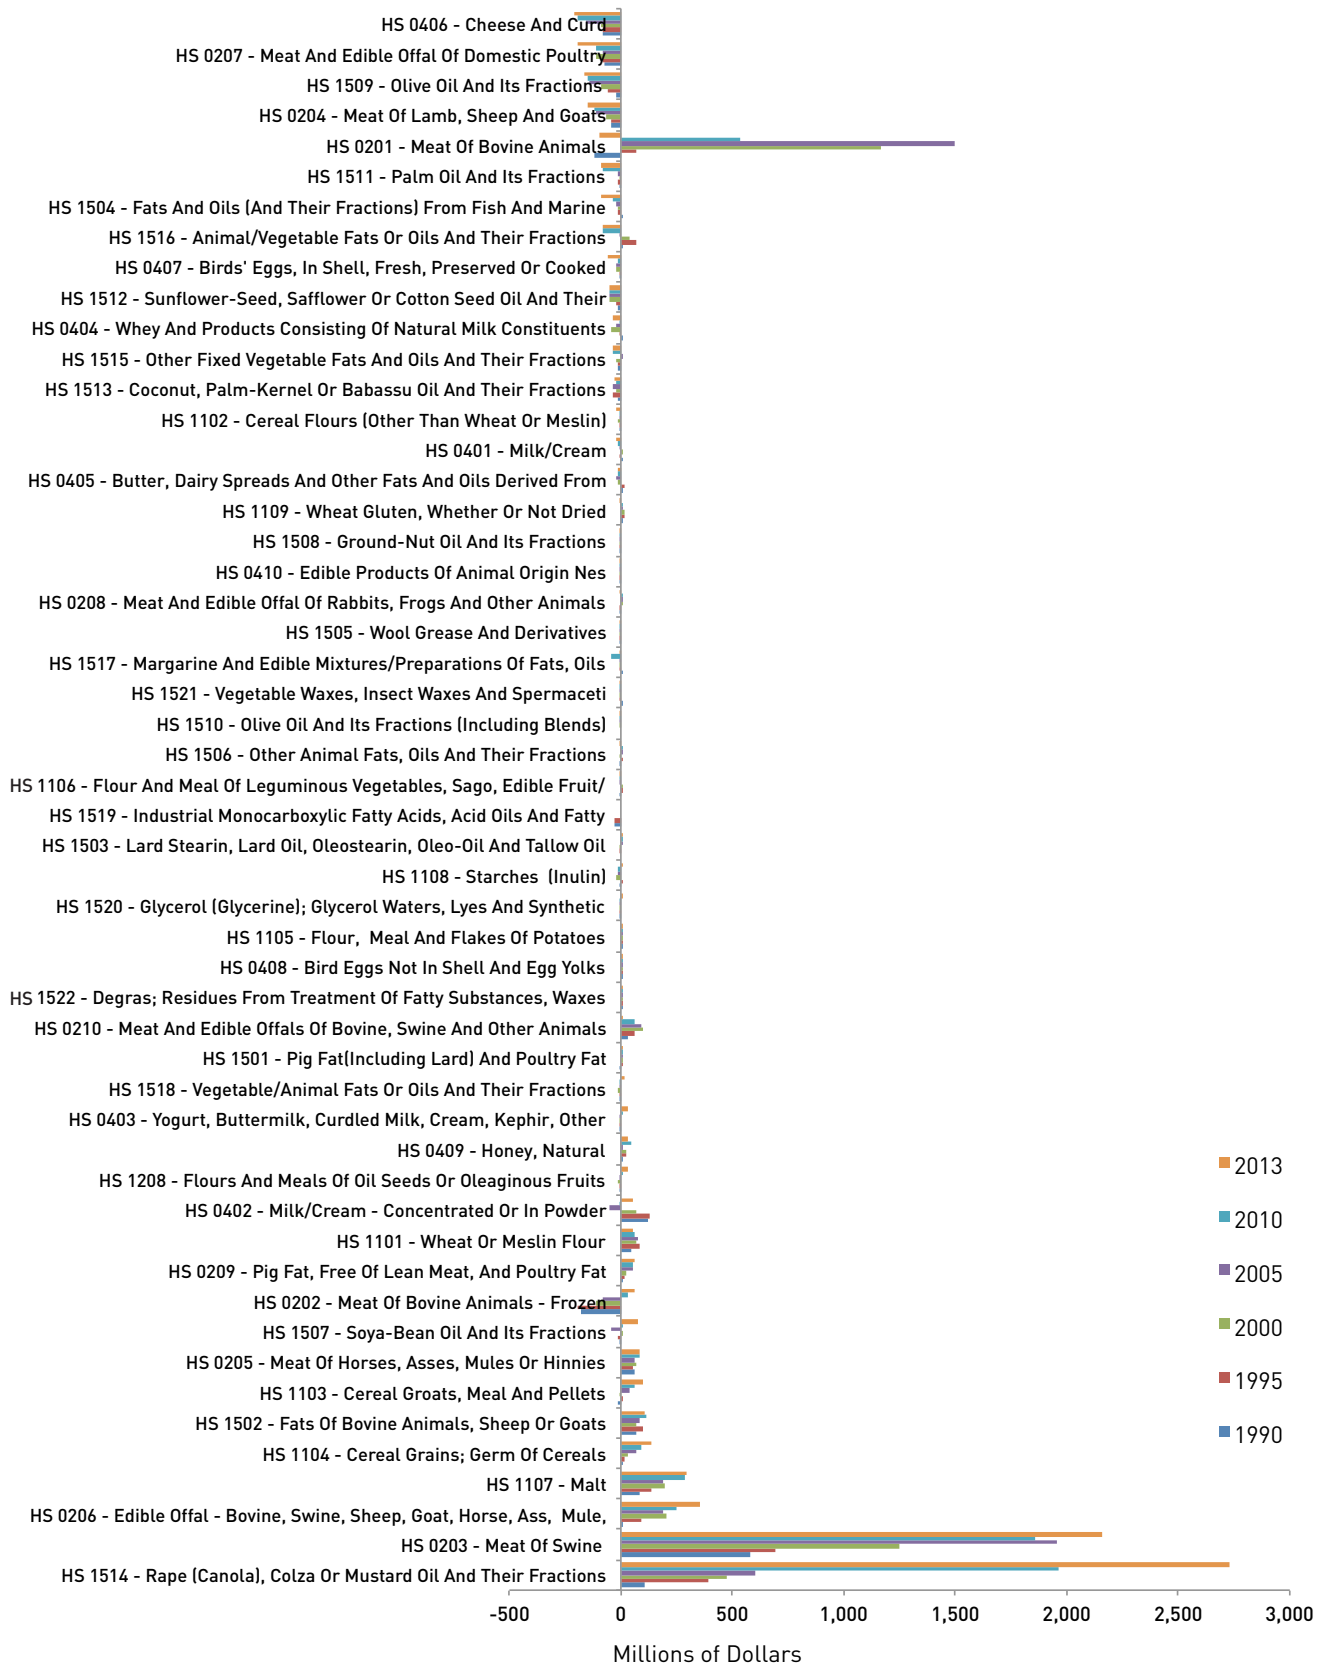 HS 0406 - Cheese And Curd
HS 0207 - Meat And Edible Offal Of Domestic Poultry
HS 1509 - Olive Oil And Its Fractions
HS 0204 - Meat Of Lamb, Sheep And Goats
HS 0201 - Meat Of Bovine Animals
HS 1511 - Palm Oil And Its Fractions
HS 1504 - Fats And Oils (And Their Fractions) From Fish And Marine
HS 1516 - Animal/Vegetable Fats Or Oils And Their Fractions
HS 0407 - Birds' Eggs, In Shell, Fresh, Preserved Or Cooked
HS 1512 - Sunflower-Seed, Safflower Or Cotton Seed Oil And Their
HS 0404 - Whey And Products Consisting Of Natural Milk Constituents
HS 1515 - Other Fixed Vegetable Fats And Oils And Their Fractions
HS 1513 - Coconut, Palm-Kernel Or Babassu Oil And Their Fractions
HS 1102 - Cereal Flours (Other Than Wheat Or Meslin)
HS 0401 - Milk/Cream
HS 0405 - Butter, Dairy Spreads And Other Fats And Oils Derived From
HS 1109 - Wheat Gluten, Whether Or Not Dried
HS 1508 - Ground-Nut Oil And Its Fractions
HS 0410 - Edible Products Of Animal Origin Nes
HS 0208 - Meat And Edible Offal Of Rabbits, Frogs And Other Animals
HS 1505 - Wool Grease And Derivatives
HS 1517 - Margarine And Edible Mixtures/Preparations Of Fats, Oils
HS 1521 - Vegetable Waxes, Insect Waxes And Spermaceti
HS 1510 - Olive Oil And Its Fractions (Including Blends)
HS 1506 - Other Animal Fats, Oils And Their Fractions
HS 1106 - Flour And Meal Of Leguminous Vegetables, Sago, Edible Fruit/
HS 1519 - Industrial Monocarboxylic Fatty Acids, Acid Oils And Fatty
HS 1503 - Lard Stearin, Lard Oil, Oleostearin, Oleo-Oil And Tallow Oil
HS 1108 - Starches (Inulin)
HS 1520 - Glycerol (Glycerine); Glycerol Waters, Lyes And Synthetic
HS 1105 - Flour, Meal And Flakes Of Potatoes
HS 0408 - Bird Eggs Not In Shell And Egg Yolks
HS 1522 - Degras; Residues From Treatment Of Fatty Substances, Waxes
HS 0210 - Meat And Edible Offals Of Bovine, Swine And Other Animals
HS 1501 - Pig Fat(Including Lard) And Poultry Fat
HS 1518 - Vegetable/Animal Fats Or Oils And Their Fractions
HS 0403 - Yogurt, Buttermilk, Curdled Milk, Cream, Kephir, Other
HS 0409 - Honey, Natural
HS 1208 - Flours And Meals Of Oil Seeds Or Oleaginous Fruits
HS 0402 - Milk/Cream - Concentrated Or In Powder
HS 1101 - Wheat Or Meslin Flour
HS 0209 - Pig Fat, Free Of Lean Meat, And Poultry Fat
HS 0202 - Meat Of Bovine Animals - Frozen
HS 1507 - Soya-Bean Oil And Its Fractions
HS 0205 - Meat Of Horses, Asses, Mules Or Hinnies
HS 1103 - Cereal Groats, Meal And Pellets
HS 1502 - Fats Of Bovine Animals, Sheep Or Goats
HS 1104 - Cereal Grains; Germ Of Cereals
HS 1107 - Malt
HS 0206 - Edible Offal - Bovine, Swine, Sheep, Goat, Horse, Ass, Mule,
HS 0203 - Meat Of Swine
HS 1514 - Rape (Canola), Colza Or Mustard Oil And Their Fractions
2013
2010
2005
2000
1995
1990
-500 0 500 1,000 1,500 2,000 2,500 3,000
Millions of Dollars